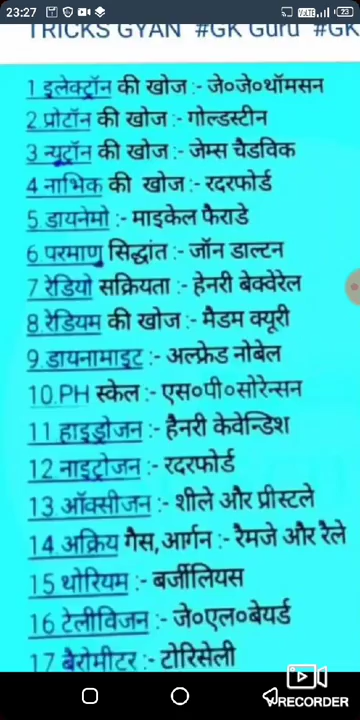 23:27
VoLTE
23
TRICKS GYAN #GK Guru #GK
1 इलेक्ट्रॉन की खोज :- जे०जे०थॉमसन
2.प्रोटॉन की खोज :- गोल्डस्टीन
3 न्यूट्रॉन की खोज :- जेम्स चैडविक
4 नाभिक की खोज :- रदरफोर्ड
5.डायनेमो :- माइकेल फैराडे
6.परमाणु सिद्धांत :- जॉन डाल्टन
7 रेडियो सक्रियता :- हेनरी बेक्वेरेल
8.रेडियम की खोज :- मैडम क्यूरी
9.डायनामाइट :- अल्फ्रेड नोबेल
10.PH स्केल :- एस०पी०सोरेन्सन
11 हाइड्रोजन :- हैनरी केवेन्डिश
12 नाइट्रोजन :- रदरफोर्ड
13 ऑक्सीजन :- शीले और प्रीस्टले
14.अक्रिय गैस,आर्गन :- रैमजे और रैले
15 थोरियम :- बर्जीलियस
16 टेलीविजन :- जे०एल०बेयर्ड
17 बैरोमीटर :- टोरिसेली
RECORDER